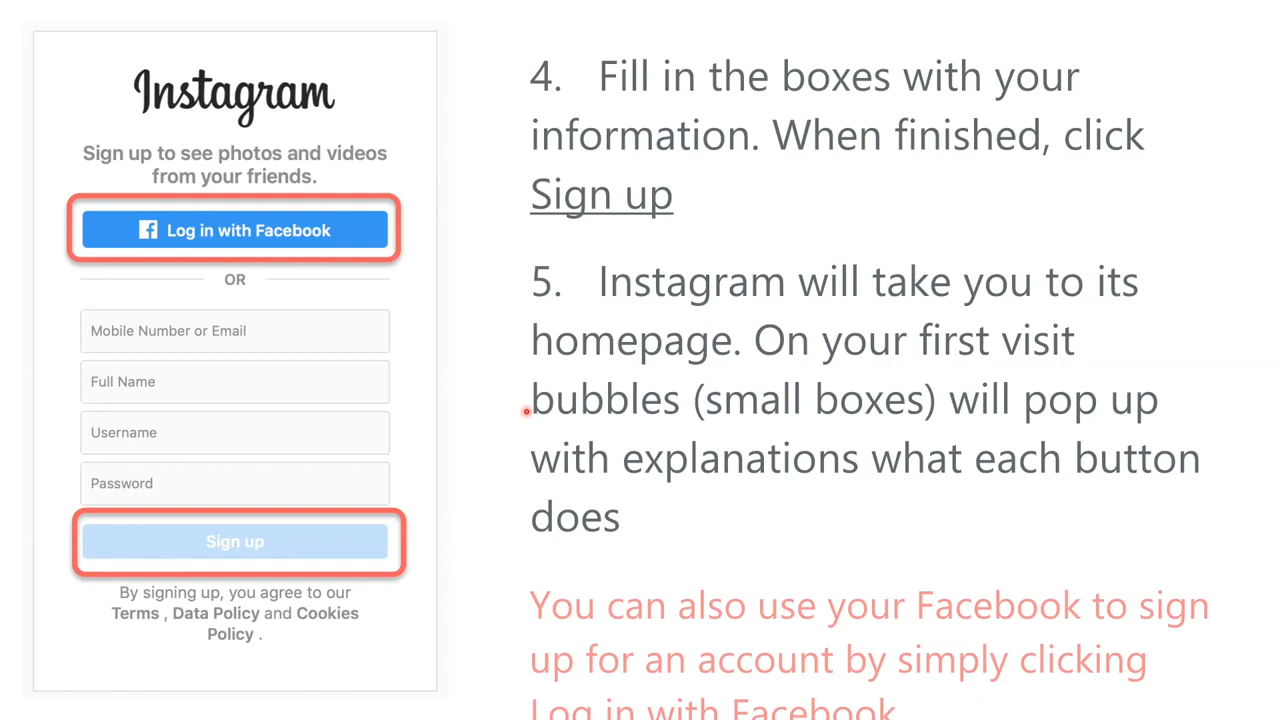 Instagram
Sign up to see photos and videos
from your friends.
Log in with Facebook
OR
Mobile Number or Email
Full Name
Username
Password
Sign up
By signing up, you agree to our
Terms , Data Policy and Cookies
Policy .
4. Fill in the boxes with your
information. When finished, click
Sign up
5. Instagram will take you to its
homepage. On your first visit
bubbles (small boxes) will pop up
with explanations what each button
does
You can also use your Facebook to sign
up for an account by simply clicking
Log in with Facebook